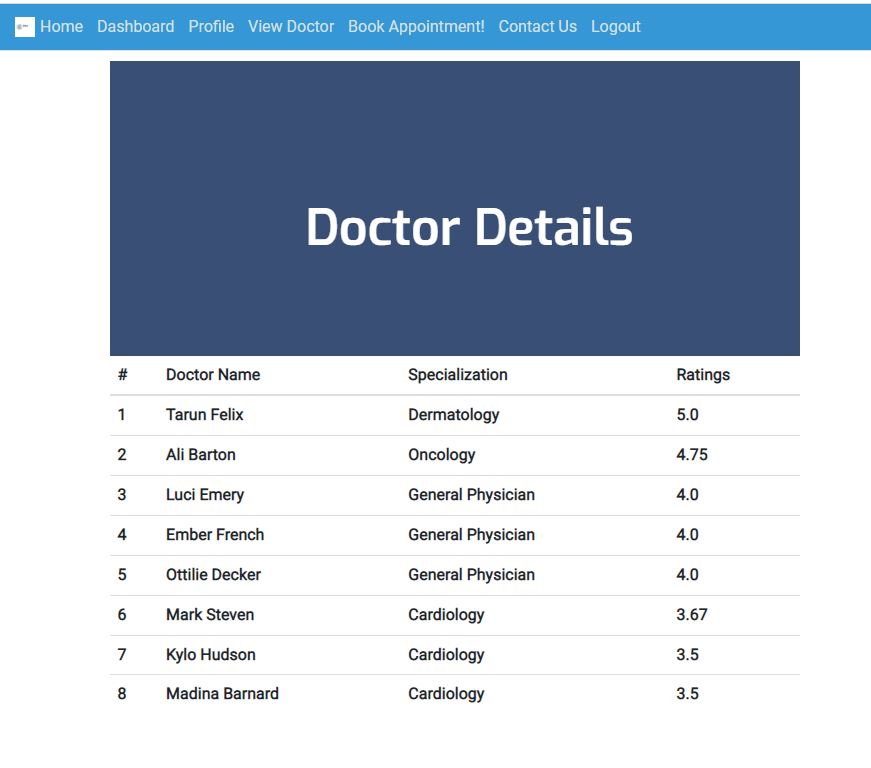 Home Dashboard Profile View Doctor Book Appointment! Contact Us Logout
Doctor Details
# Doctor Name Specialization Ratings
1 Tarun Felix Dermatology 5.0
2 Ali Barton Oncology 4.75
3 Luci Emery General Physician 4.0
4 Ember French General Physician 4.0
5 Ottilie Decker General Physician 4.0
6 Mark Steven Cardiology 3.67
7 Kylo Hudson Cardiology 3.5
8 Madina Barnard Cardiology 3.5